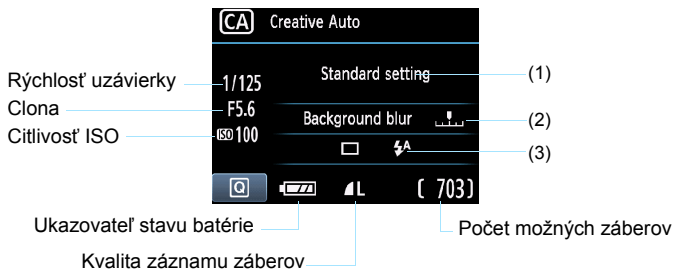 CA Creative Auto
Rýchlosť uzávierky
1/125
Standard setting
(1)
Clona
F5.6
Background blur
(2)
Citlivosť ISO
ISO 100
A
(3)
Q
L
[ 703]
Ukazovateľ stavu batérie
Počet možných záberov
Kvalita záznamu záberov